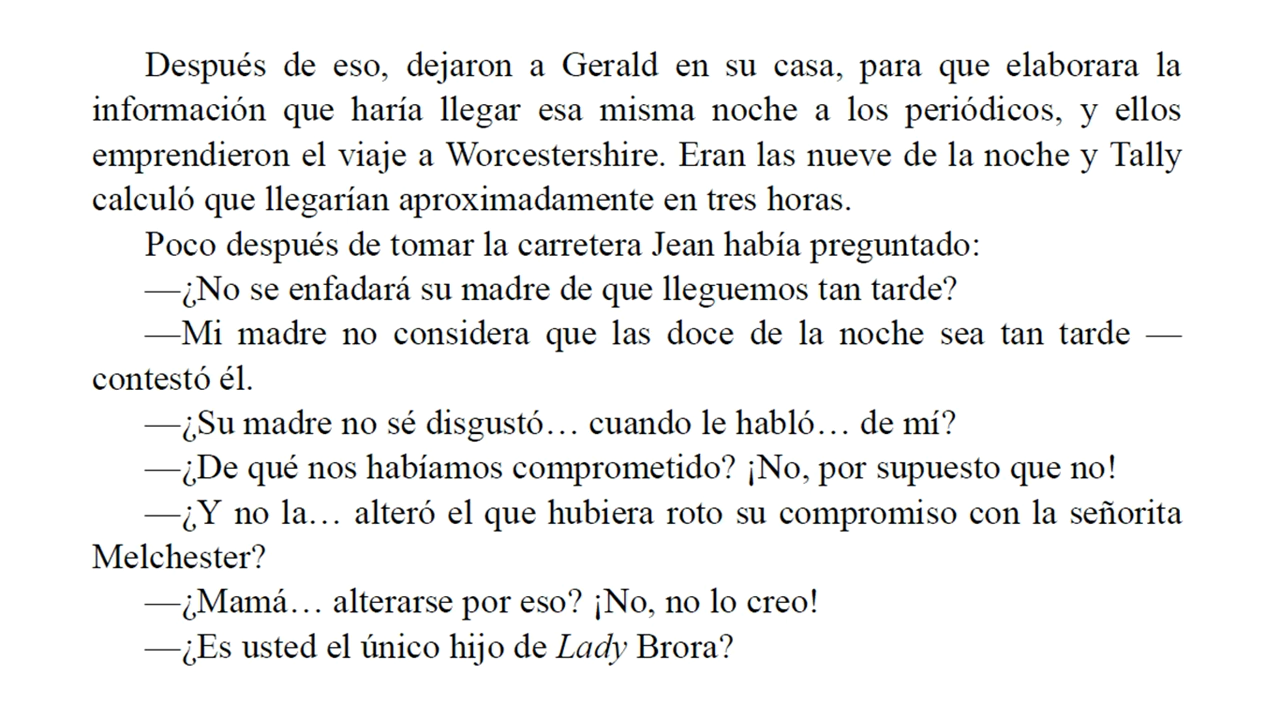 Después de eso, dejaron a Gerald en su casa, para que elaborara la
información que haría llegar esa misma noche a los periódicos, y ellos
emprendieron el viaje a Worcestershire. Eran las nueve de la noche y Tally
calculó que llegarían aproximadamente en tres horas.
Poco después de tomar la carretera Jean había preguntado:
—¿No se enfadará su madre de que lleguemos tan tarde?
—Mi madre no considera que las doce de la noche sea tan tarde —
contestó él.
—¿Su madre no sé disgustó… cuando le habló… de mí?
—¿De qué nos habíamos comprometido? ¡No, por supuesto que no!
—¿Y no la… alteró el que hubiera roto su compromiso con la señorita
Melchester?
—¿Mamá… alterarse por eso? ¡No, no lo creo!
—¿Es usted el único hijo de Lady Brora?